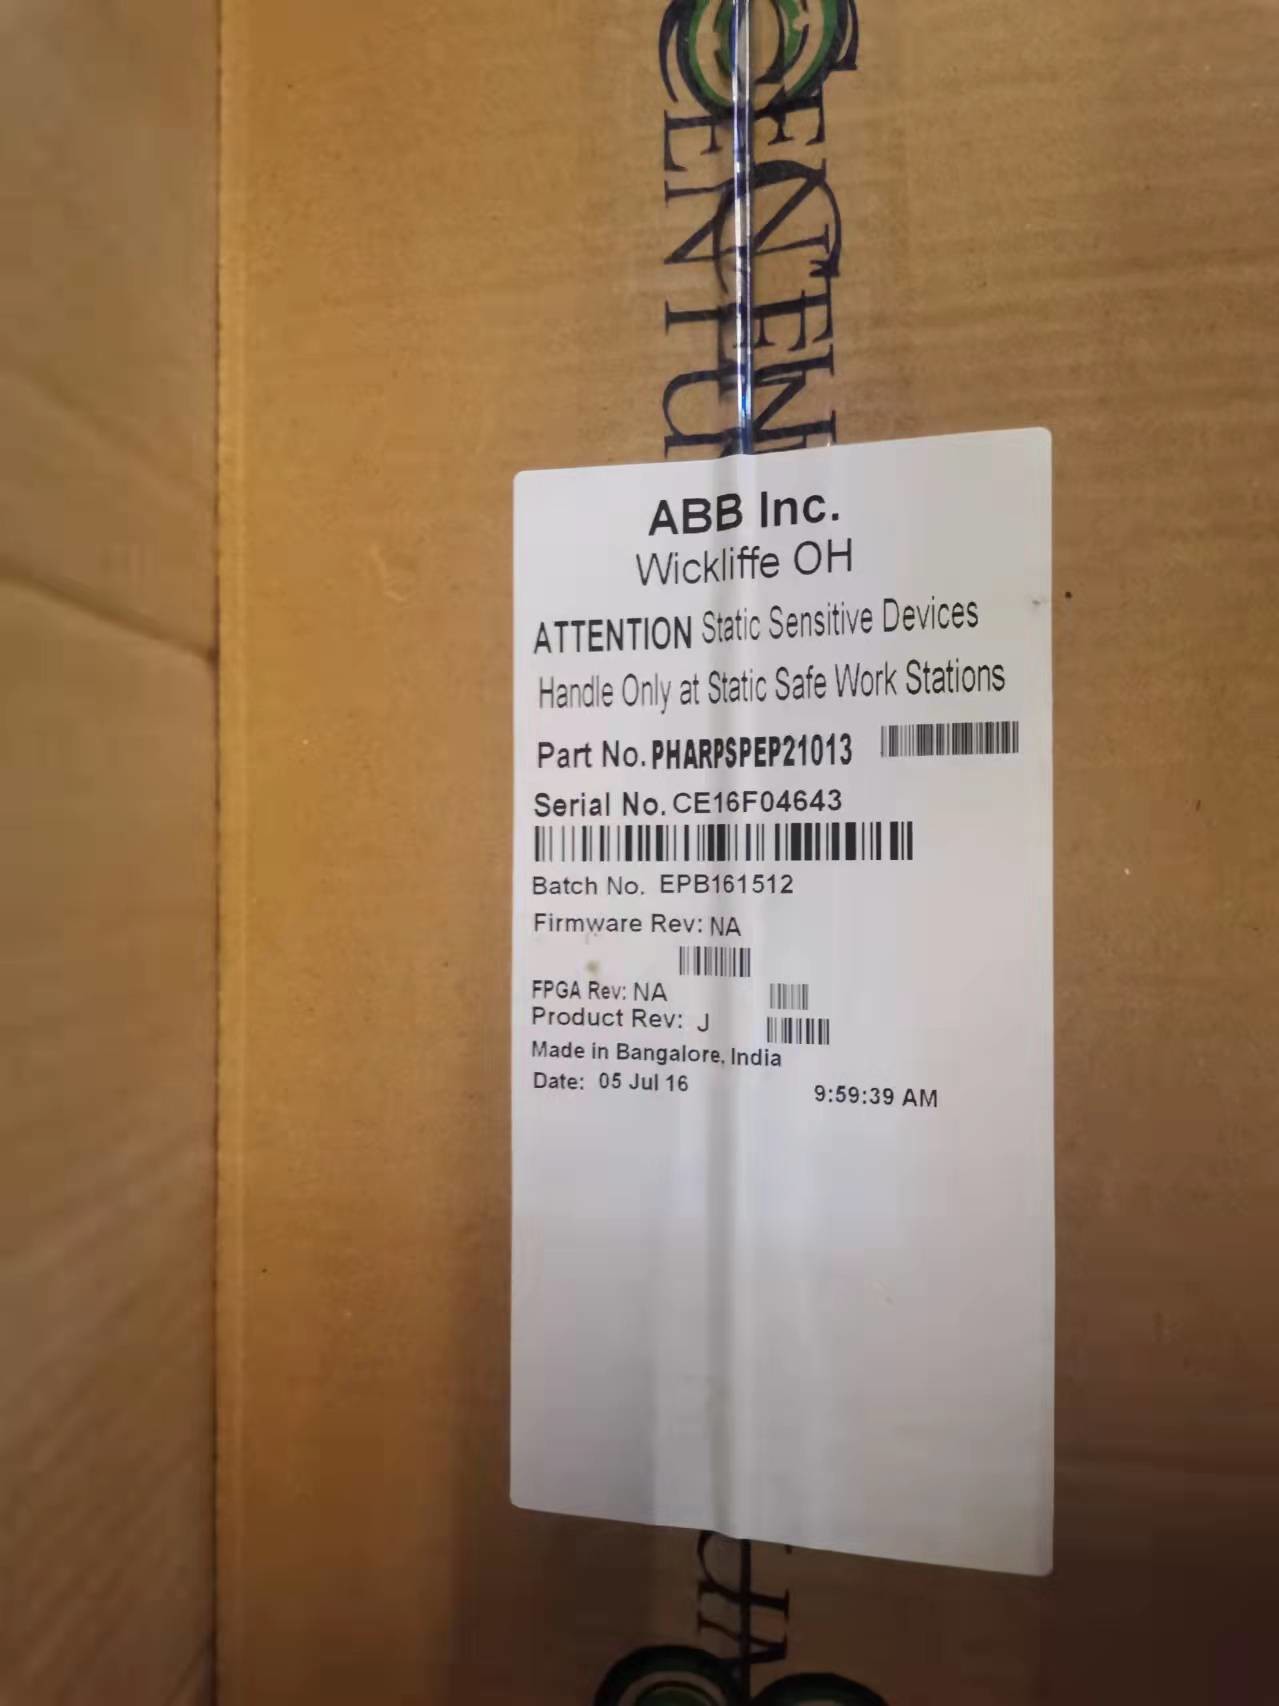 ABB Inc.
Wickliffe OH
ATTENTION Static Sensitive Devices
Handle Only at Static Safe Work Stations
Part No. PHARPSPEP21013
Serial No. CE16F04643
Batch No. EPB161512
Firmware Rev: NA
FPGA Rev: NA
Product Rev: J
Made in Bangalore, India
Date: 05 Jul 16 9:59:39 AM